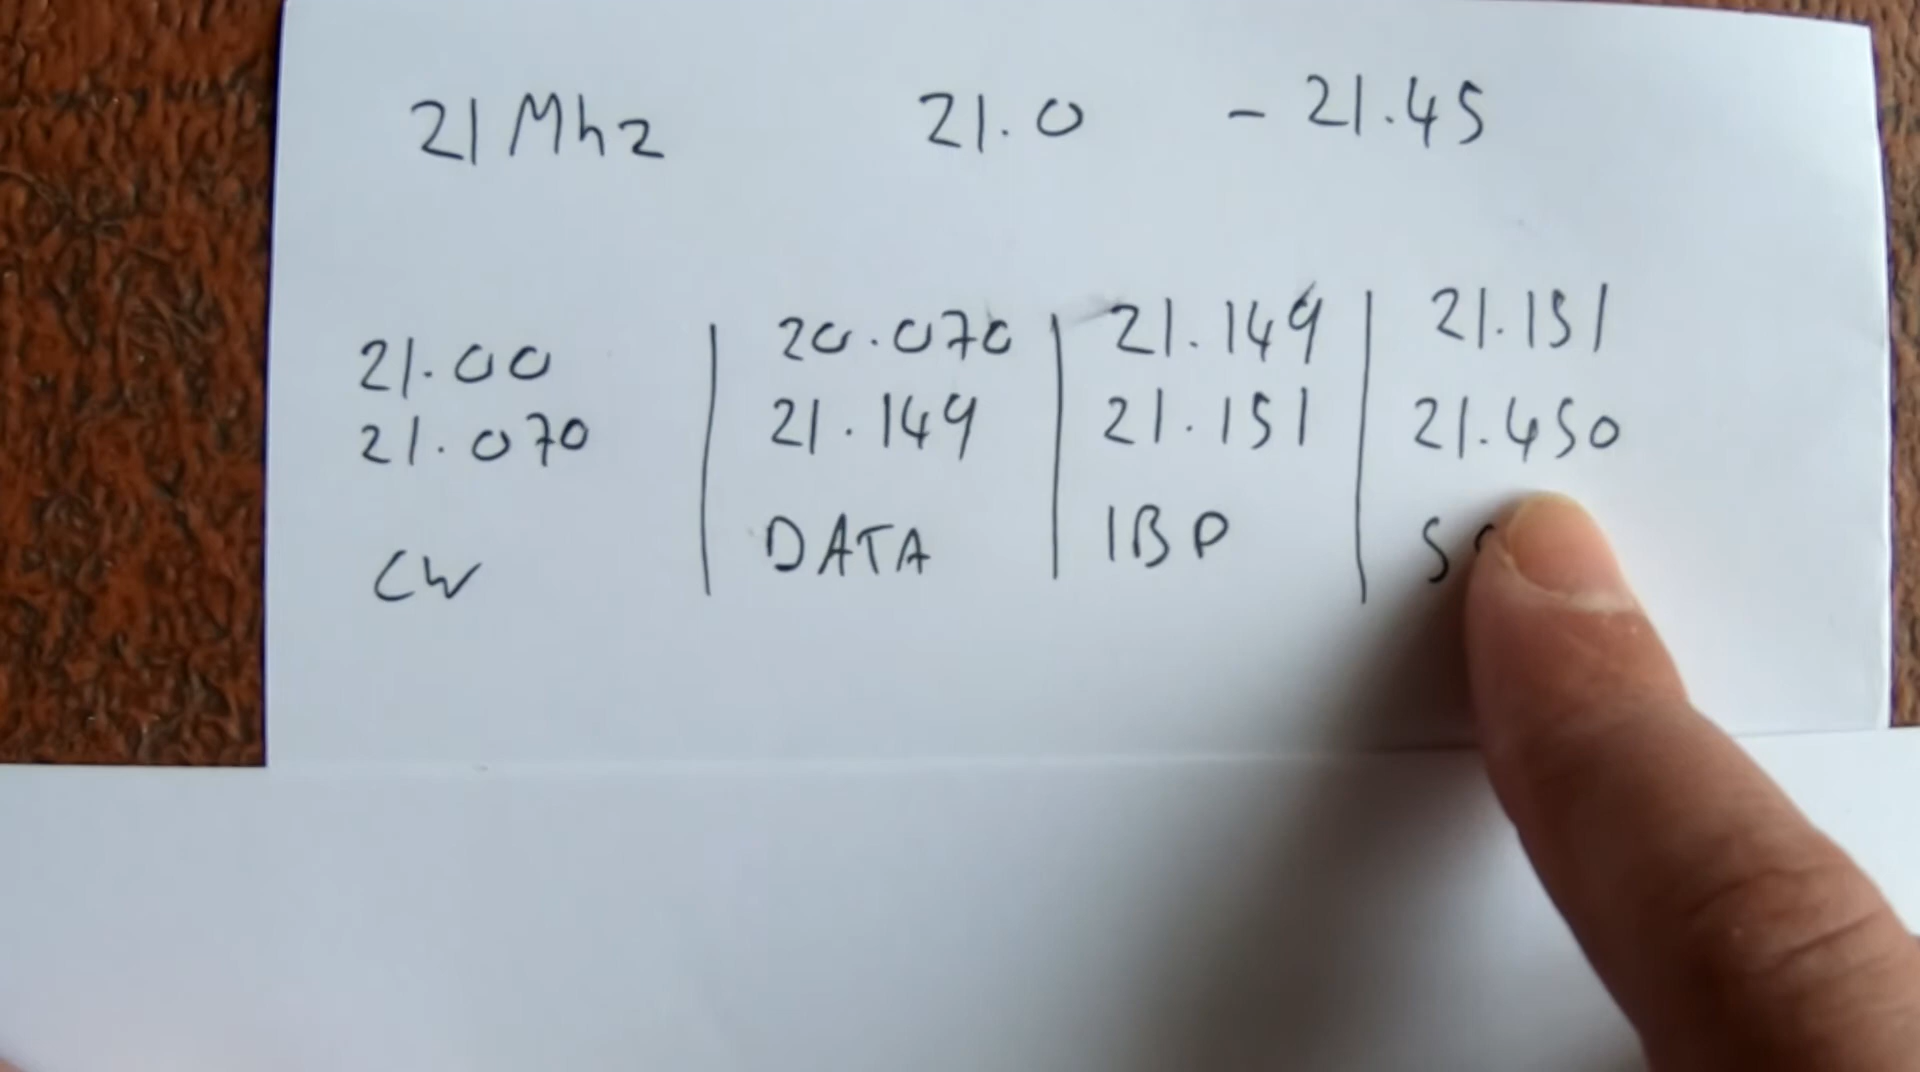 21 Mhz 21.0 - 21.45
21.00 | 20.070 | 21.149 | 21.151
21.070 | 21.149 | 21.151 | 21.450
CW | DATA | IBP |